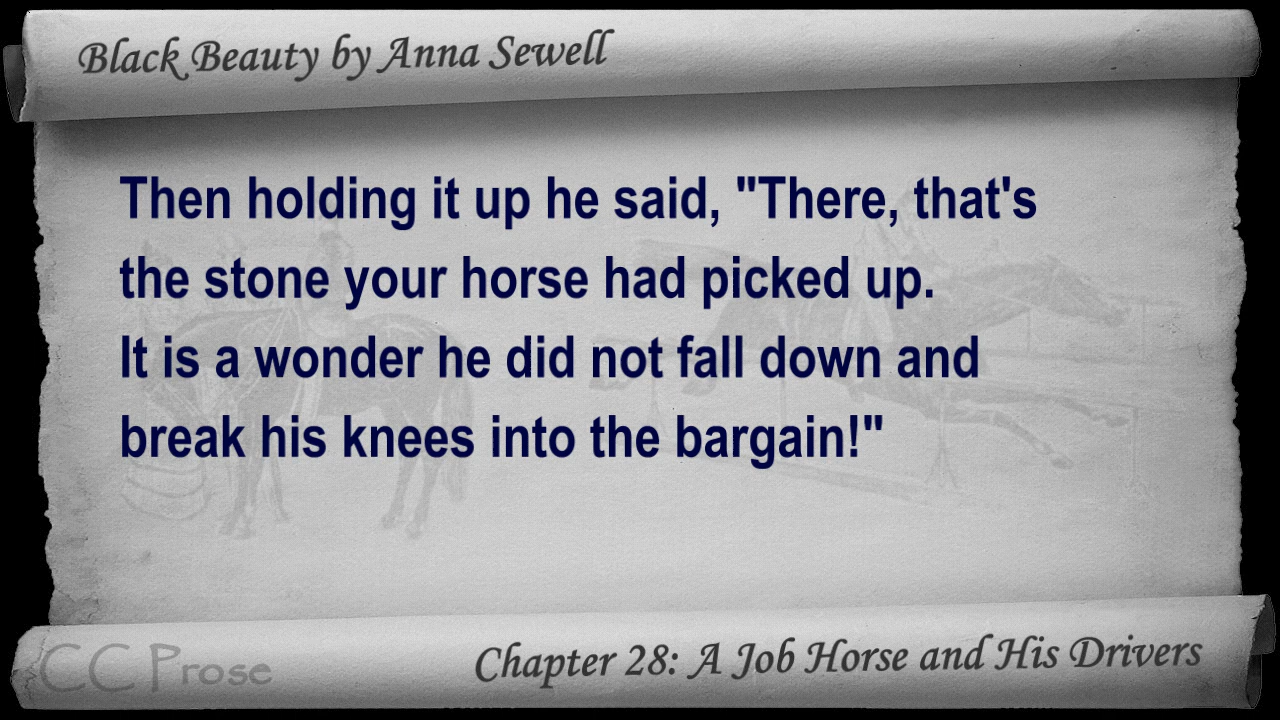 Black Beauty by Anna Sewell
Then holding it up he said, "There, that's
the stone your horse had picked up.
It is a wonder he did not fall down and
break his knees into the bargain!"
CC Prose
Chapter 28: A Job Horse and His Drivers